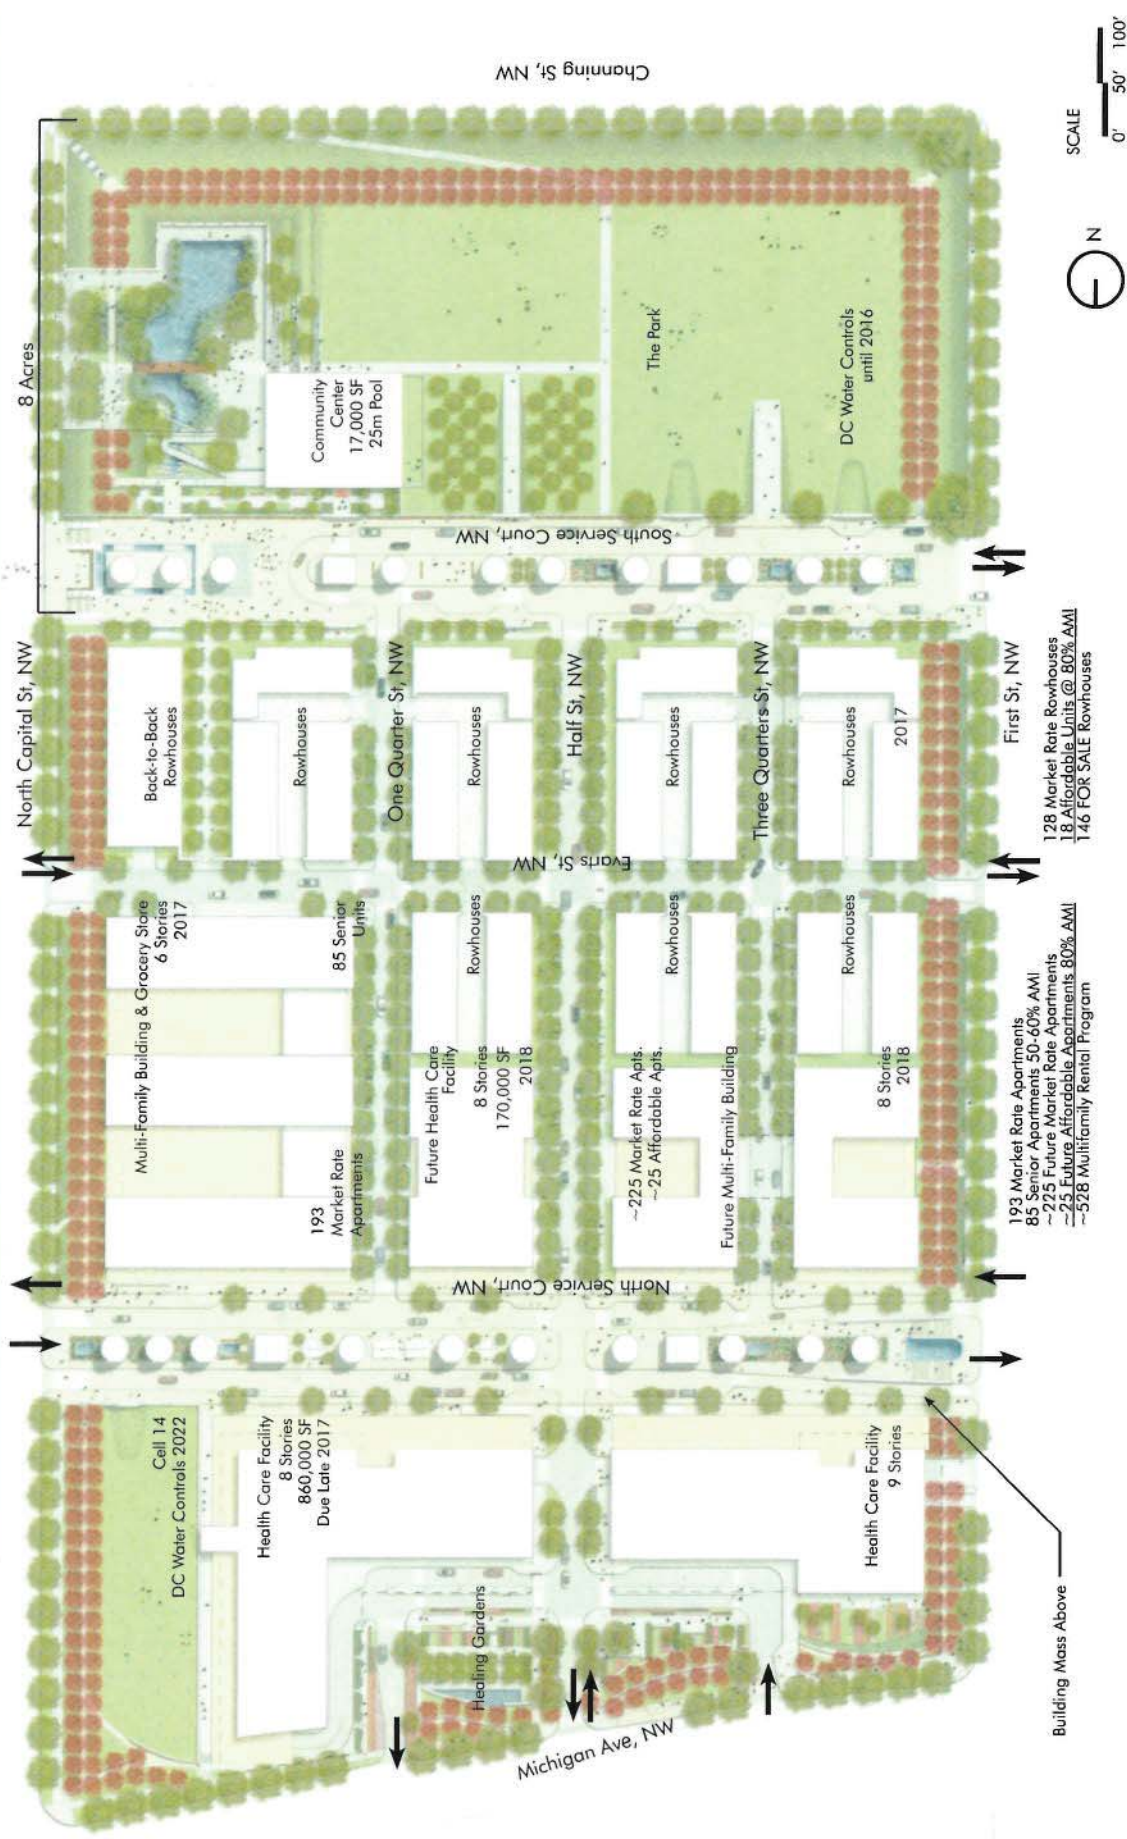 8 Acres
North Capital St, NW
Channing St, NW
SCALE
0' 50' 100'
N
Community
Center
17,000 SF
25m Pool
The Park
DC Water Controls
until 2016
South Service Court, NW
Back-to-Back
Rowhouses
Rowhouses
One Quarter St, NW
Rowhouses
Half St, NW
Rowhouses
Three Quarters St, NW
Rowhouses
2017
First St, NW
128 Market Rate Rowhouses
18 Affordable Units @ 80% AMI
146 FOR SALE Rowhouses
Evarts St, NW
Multi-Family Building & Grocery Store
6 Stories
2017
85 Senior
Units
193
Market Rate
Apartments
Rowhouses
Future Health Care
Facility
8 Stories
170,000 SF
2018
Rowhouses
~225 Market Rate Apts.
~25 Affordable Apts.
Future Multi-Family Building
Rowhouses
8 Stories
2018
193 Market Rate Apartments
85 Senior Apartments 50-60% AMI
~225 Future Market Rate Apartments
~25 Future Affordable Apartments 80% AMI
~528 Multifamily Rental Program
North Service Court, NW
Cell 14
DC Water Controls 2022
Health Care Facility
8 Stories
860,000 SF
Due Late 2017
Healing Gardens
Health Care Facility
9 Stories
Michigan Ave, NW
Building Mass Above